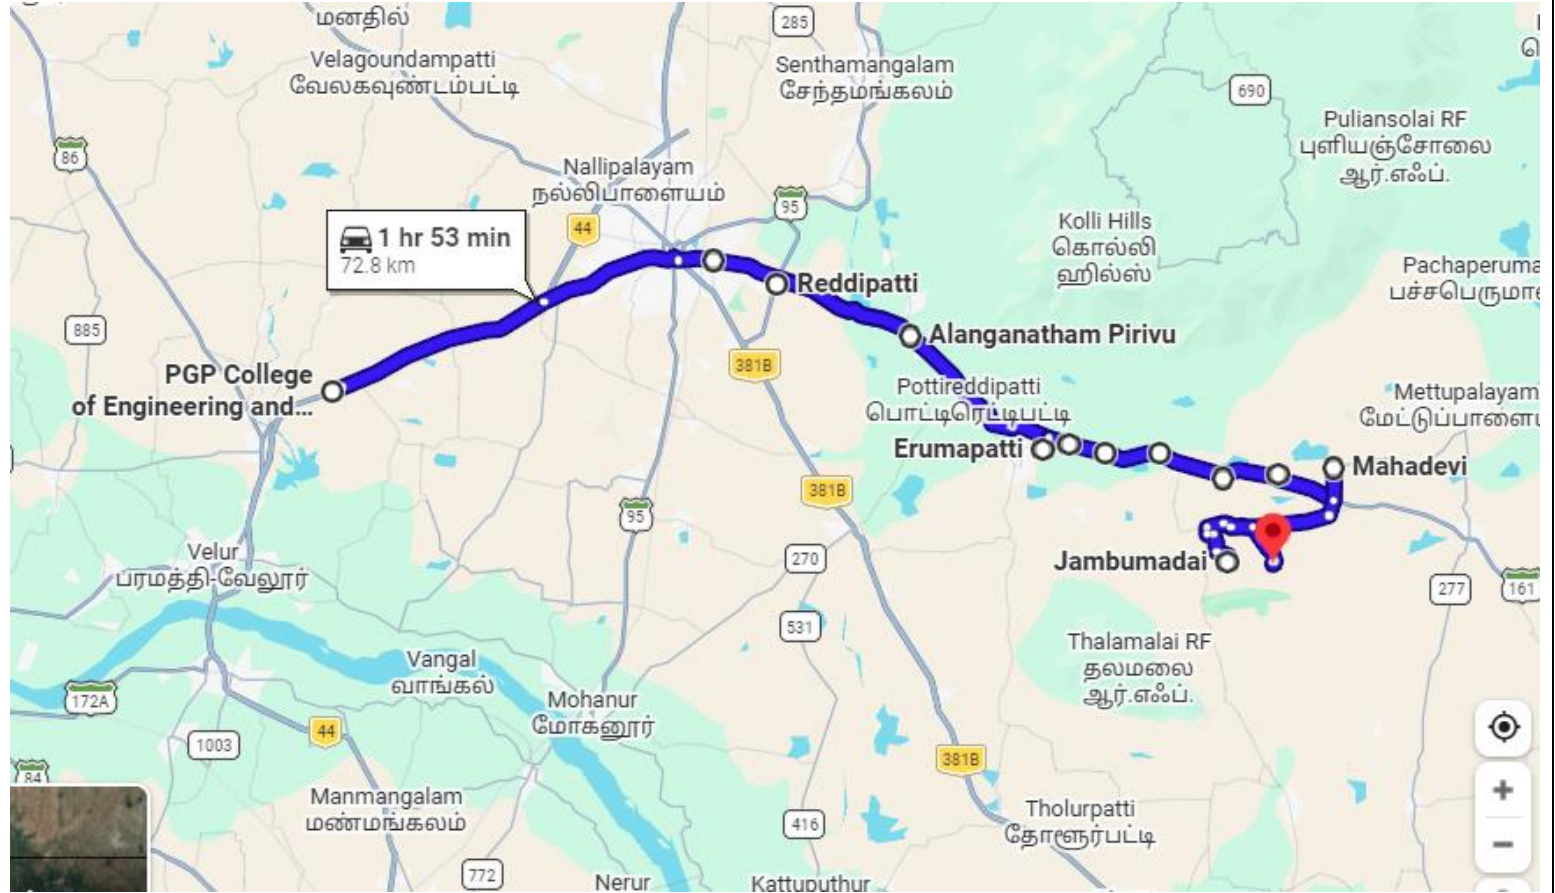 மனதில்
285
Velagoundampatti
வேலகவுண்டம்பட்டி
Senthamangalam
சேந்தமங்கலம்
690
Puliansolai RF
புளியஞ்சோலை
ஆர்.எஃப்.
86
Nallipalayam
நல்லிபாளையம்
95
44
Kolli Hills
கொல்லி
ஹில்ஸ்
1 hr 53 min
72.8 km
Pachaperuma
பச்சபெருமா
Reddipatti
885
Alanganatham Pirivu
381B
PGP College
of Engineering and...
Pottireddipatti
பொட்டிரெட்டிபட்டி
Mettupalayam
மேட்டுப்பாளைய
Erumapatti
Mahadevi
381B
95
Velur
பரமத்தி-வேலூர்
270
Jambumadai
277
161
531
Thalamalai RF
தலமலை
ஆர்.எஃப்.
Vangal
வாங்கல்
172A
Mohanur
மோகனூர்
1003
44
381B
84
Manmangalam
மண்மங்கலம்
Tholurpatti
தோளூர்பட்டி
416
772
Nerur
Kattuputhur